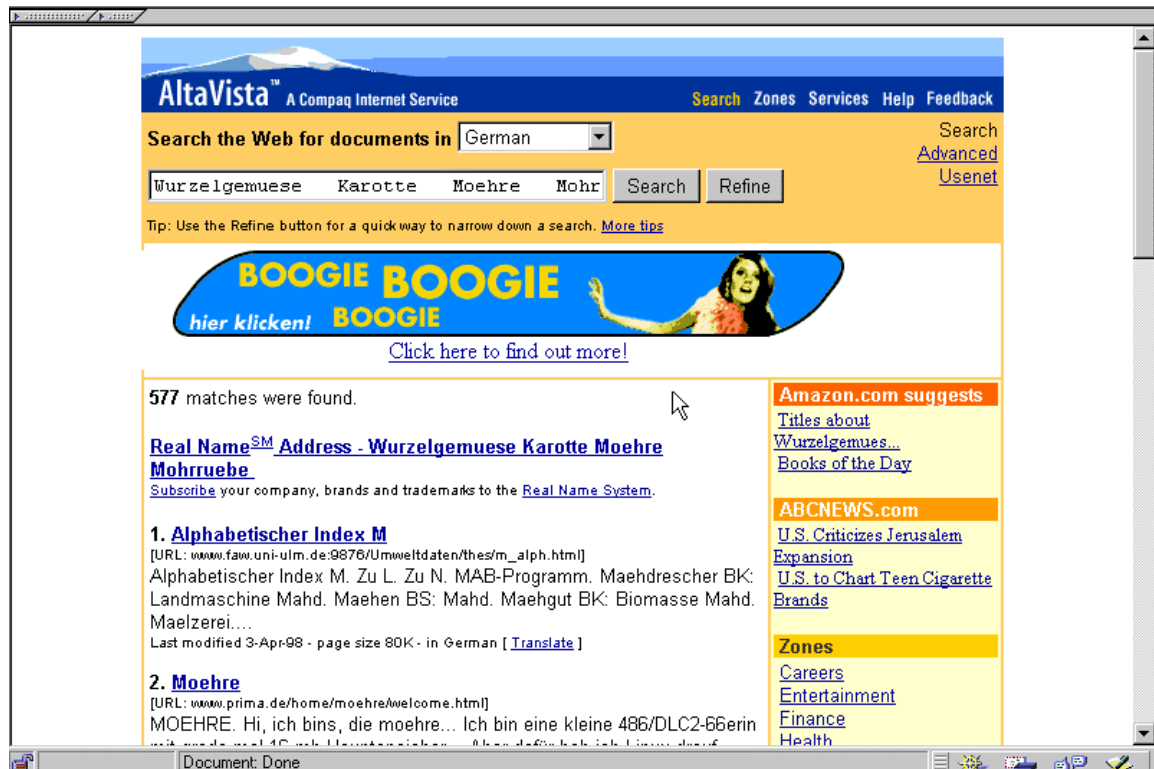 AltaVista™ A Compaq Internet Service
Search Zones Services Help Feedback
Search the Web for documents in German
Search
Advanced
Usenet
Wurzelgemuese Karotte Moehre Mohr Search Refine
Tip: Use the Refine button for a quick way to narrow down a search. More tips
BOOGIE BOOGIE
hier klicken! BOOGIE
Click here to find out more!
577 matches were found.
Real Name SM Address - Wurzelgemuese Karotte Moehre
Mohrruebe
Subscribe your company, brands and trademarks to the Real Name System.
1. Alphabetischer Index M
[URL: www.faw.uni-ulm.de:9876/Umweltdaten/thes/m_alph.html]
Alphabetischer Index M. Zu L. Zu N. MAB-Programm. Maehdrescher BK:
Landmaschine Mahd. Maehen BS: Mahd. Maehgut BK: Biomasse Mahd.
Maelzerei....
Last modified 3-Apr-98 - page size 80K - in German [ Translate ]
2. Moehre
[URL: www.prima.de/home/moehre/welcome.html]
MOEHRE. Hi, ich bins, die moehre... Ich bin eine kleine 486/DLC2-66erin
Amazon.com suggests
Titles about
Wurzelgemues...
Books of the Day
ABCNEWS.com
U.S. Criticizes Jerusalem
Expansion
U.S. to Chart Teen Cigarette
Brands
Zones
Careers
Entertainment
Finance
Health
Document: Done